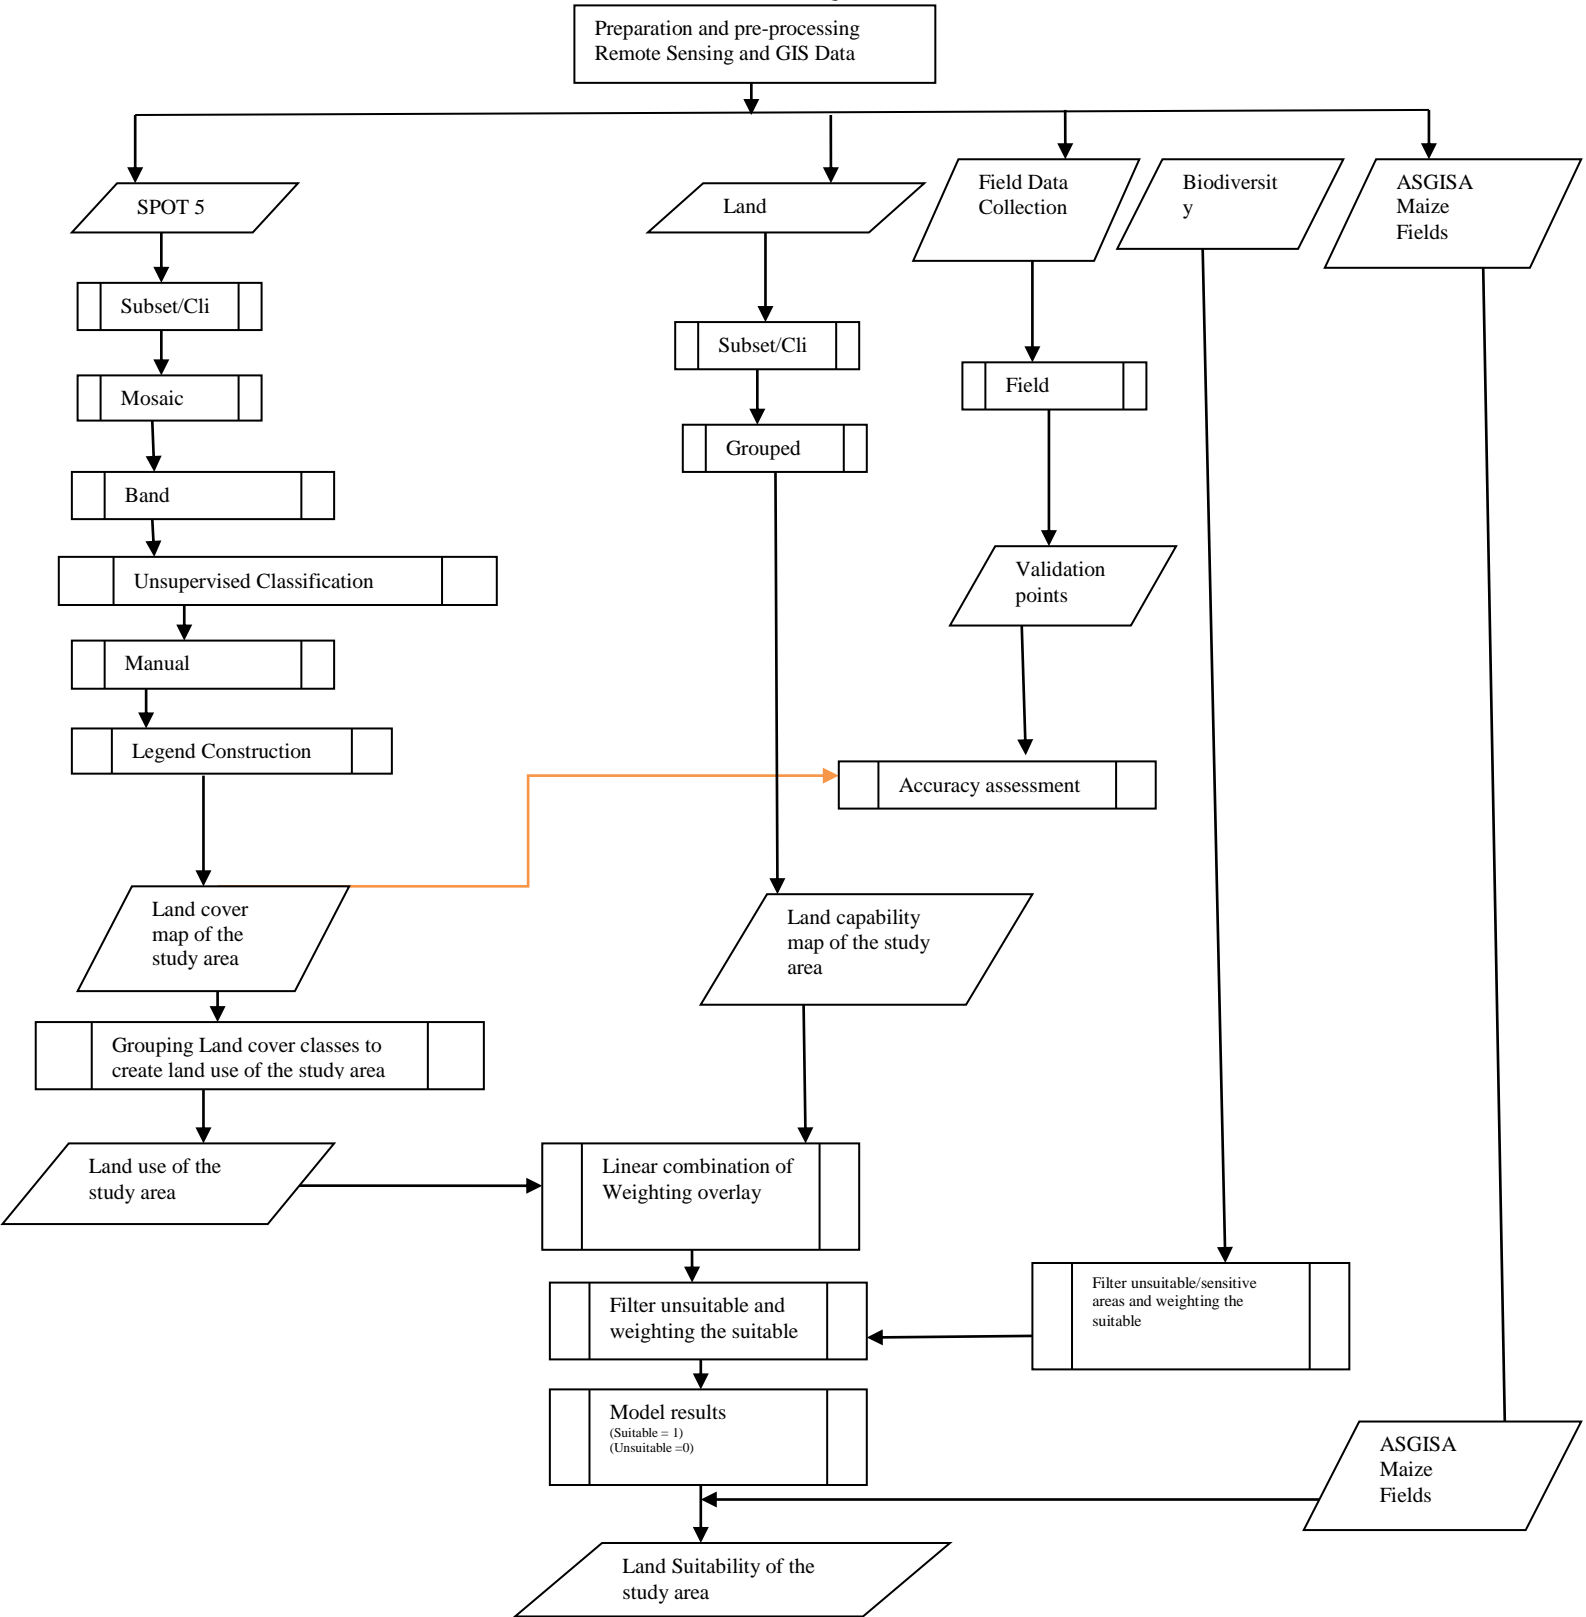 Preparation and pre-processing
Remote Sensing and GIS Data
SPOT 5
Land
Field Data
Collection
Biodiversit
y
ASGISA
Maize
Fields
Subset/Cli
Subset/Cli
Mosaic
Field
Grouped
Band
Unsupervised Classification
Validation
points
Manual
Legend Construction
Accuracy assessment
Land cover
map of the
study area
Land capability
map of the study
area
Grouping Land cover classes to
create land use of the study area
Land use of the
study area
Linear combination of
Weighting overlay
Filter unsuitable/sensitive
areas and weighting the
suitable
Filter unsuitable and
weighting the suitable
Model results
(Suitable = 1)
(Unsuitable =0)
ASGISA
Maize
Fields
Land Suitability of the
study area